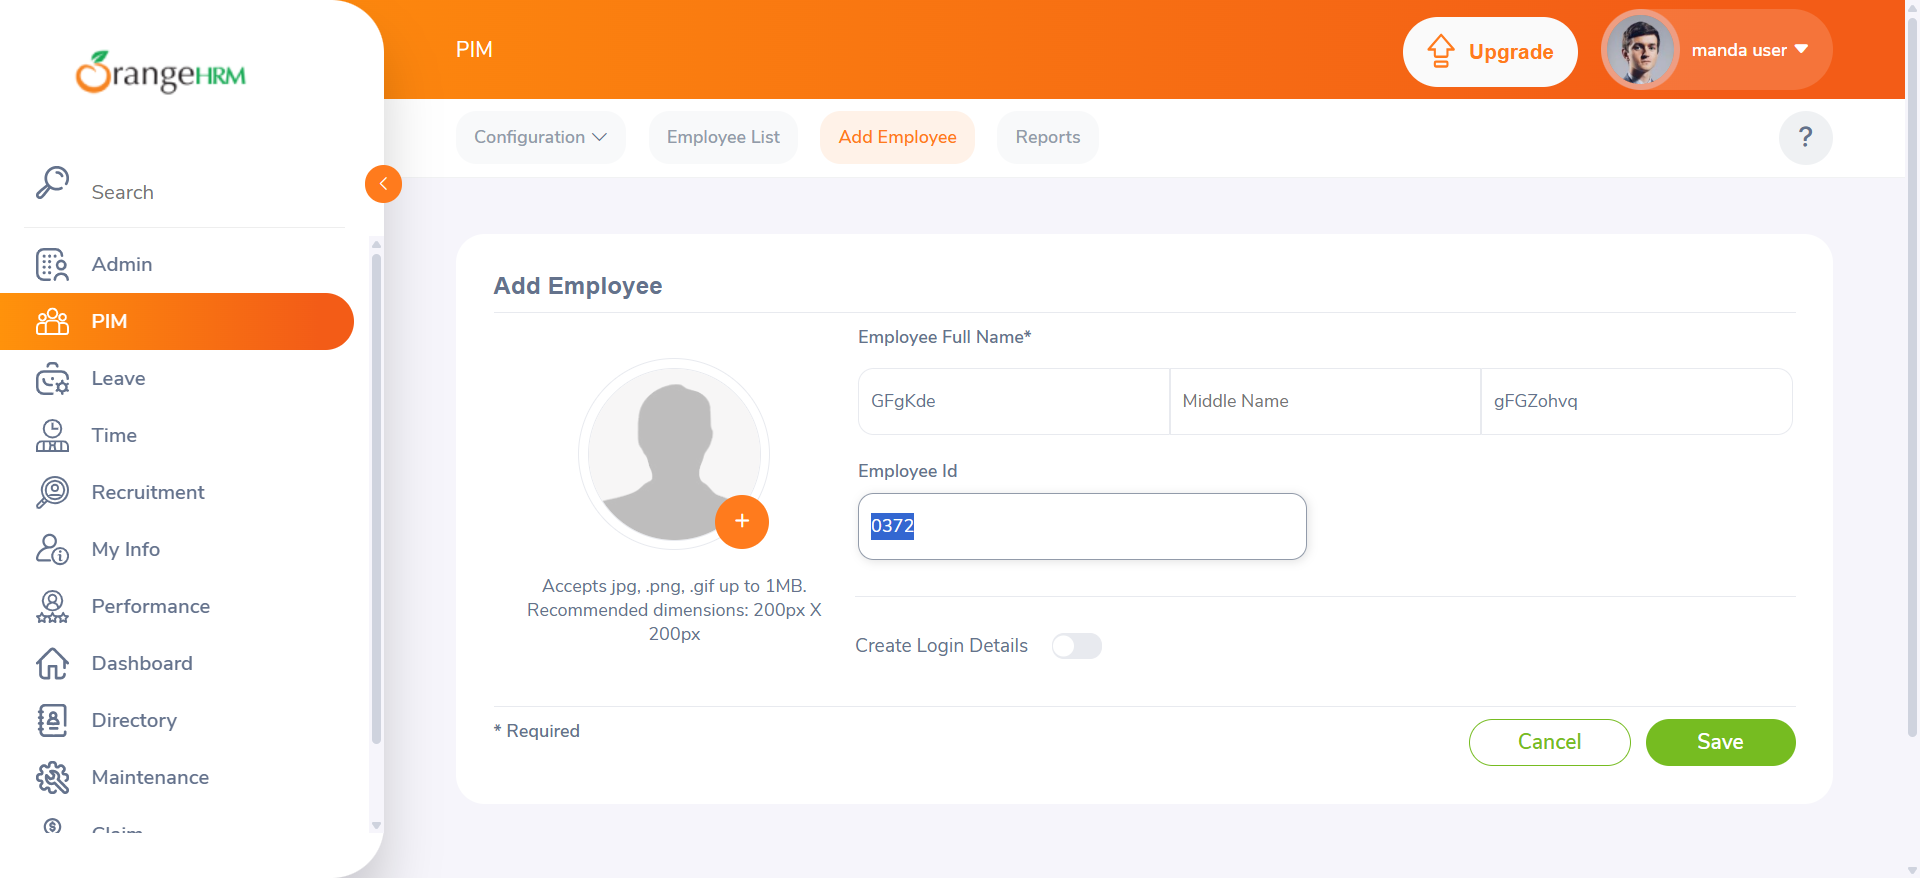 OrangeHRM
Search
Admin
PIM
Leave
Time
Recruitment
My Info
Performance
Dashboard
Directory
Maintenance
Claim
PIM
Upgrade
manda user
Configuration
Employee List
Add Employee
Reports
?
Add Employee
Accepts jpg, .png, .gif up to 1MB.
Recommended dimensions: 200px X
200px
Employee Full Name*
GFgKde
Middle Name
gFGZohvq
Employee Id
0372
Create Login Details
* Required
Cancel
Save